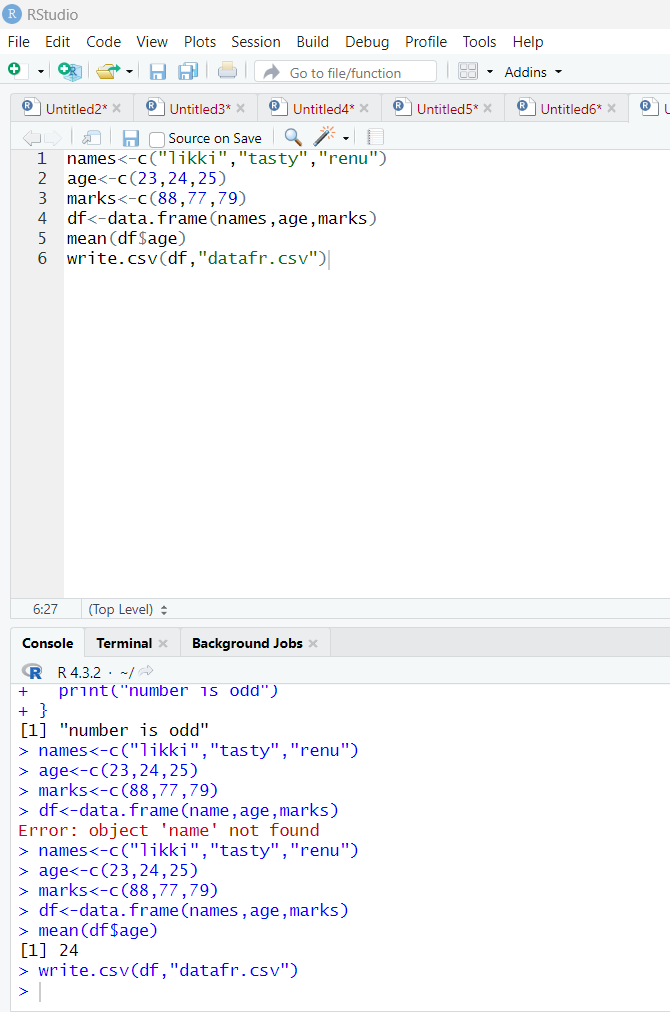 RStudio
File Edit Code View Plots Session Build Debug Profile Tools Help
Go to file/function Addins
Untitled2* Untitled3* Untitled4* Untitled5* Untitled6*
Source on Save
1 names<-c("likki","tasty","renu")
2 age<-c(23,24,25)
3 marks<-c(88,77,79)
4 df<-data.frame(names,age,marks)
5 mean(df$age)
6 write.csv(df,"datafr.csv")
6:27 (Top Level)
Console Terminal Background Jobs
R 4.3.2 · ~/
+ print("number is odd")
+ }
[1] "number is odd"
> names<-c("likki","tasty","renu")
> age<-c(23,24,25)
> marks<-c(88,77,79)
> df<-data.frame(name,age,marks)
Error: object 'name' not found
> names<-c("likki","tasty","renu")
> age<-c(23,24,25)
> marks<-c(88,77,79)
> df<-data.frame(names,age,marks)
> mean(df$age)
[1] 24
> write.csv(df,"datafr.csv")
>